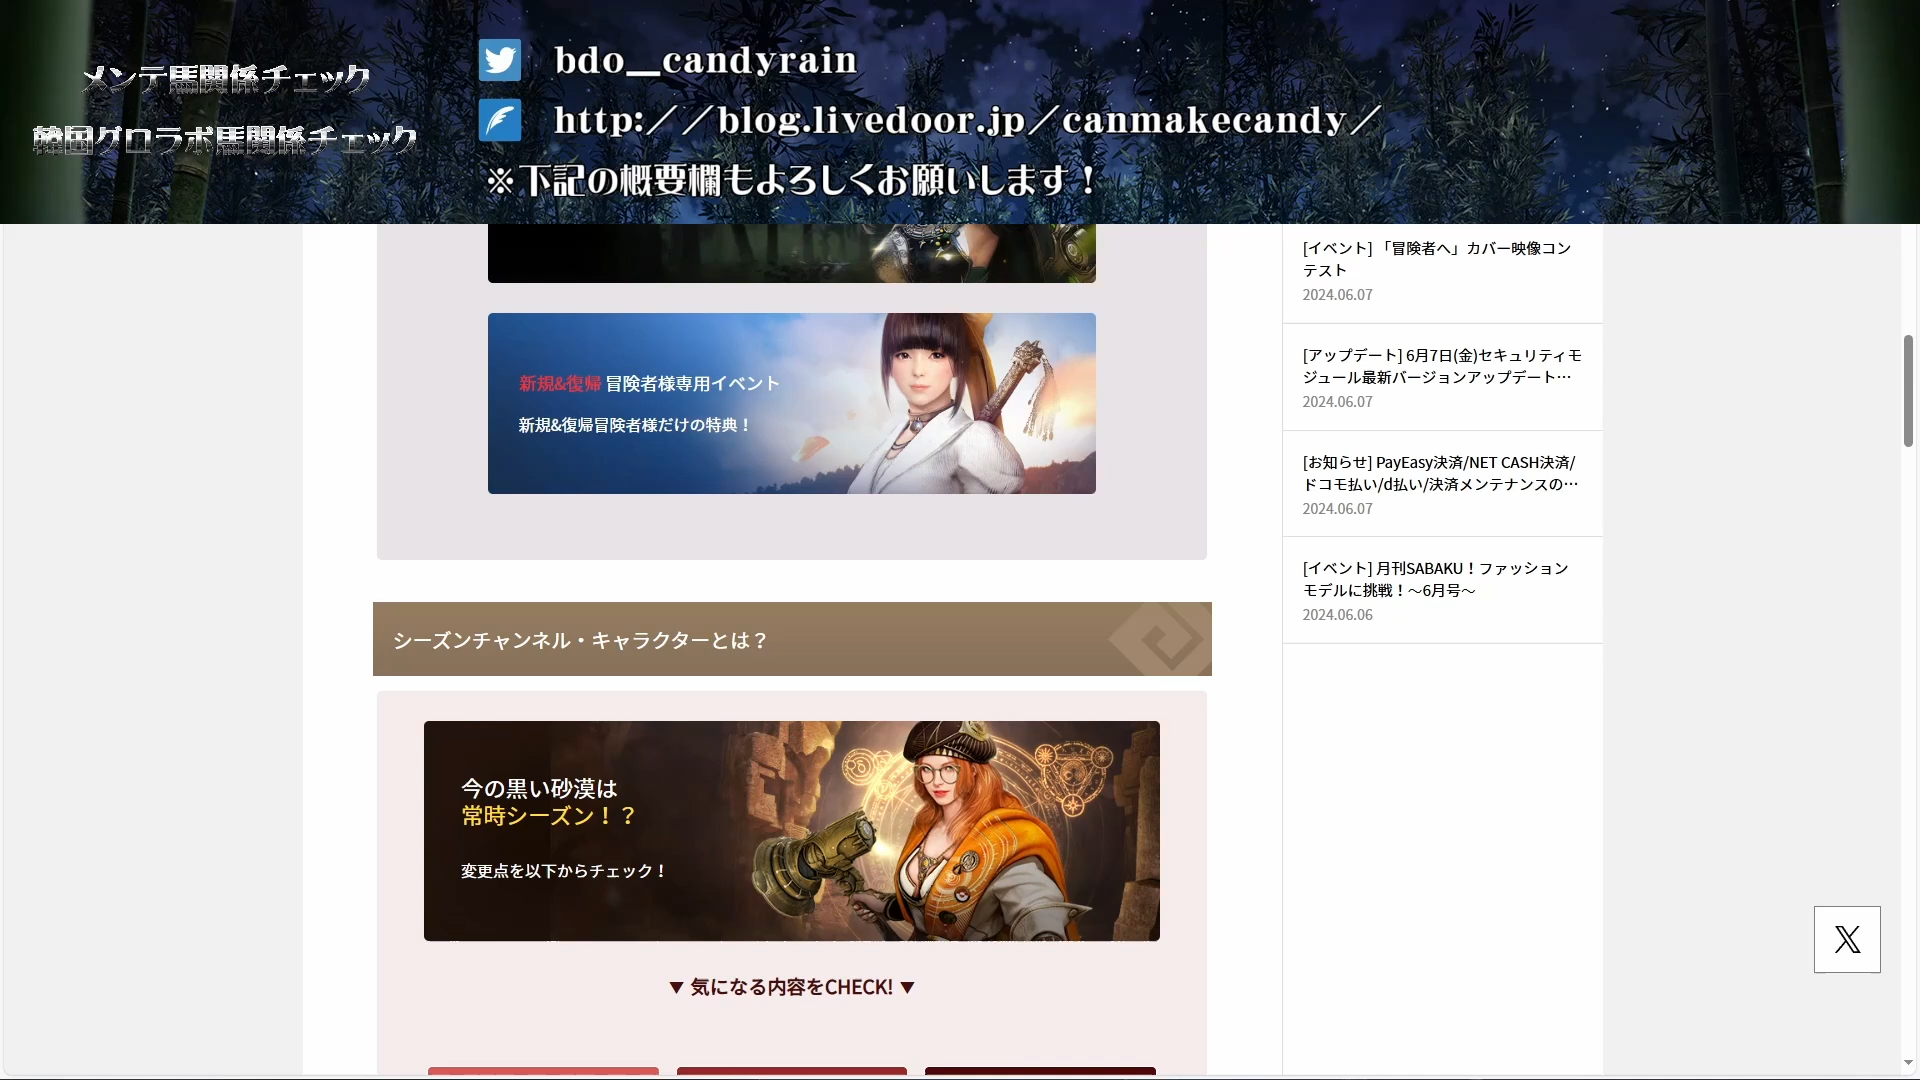 メンテ馬関係チェック
韓国グロラボ馬関係チェック
bdo__candyrain
http://blog.livedoor.jp/canmakecandy/
※下記の概要欄もよろしくお願いします！
新規&復帰 冒険者様専用イベント
新規&復帰冒険者様だけの特典！
シーズンチャンネル・キャラクターとは？
今の黒い砂漠は
常時シーズン！？
変更点を以下からチェック！
▼ 気になる内容をCHECK! ▼
[イベント] 「冒険者へ」カバー映像コン
テスト
2024.06.07
[アップデート] 6月7日(金)セキュリティモ
ジュール最新バージョンアップデート…
2024.06.07
[お知らせ] PayEasy決済/NET CASH決済/
ドコモ払い/d払い/決済メンテナンスの…
2024.06.07
[イベント] 月刊SABAKU！ファッション
モデルに挑戦！～6月号～
2024.06.06